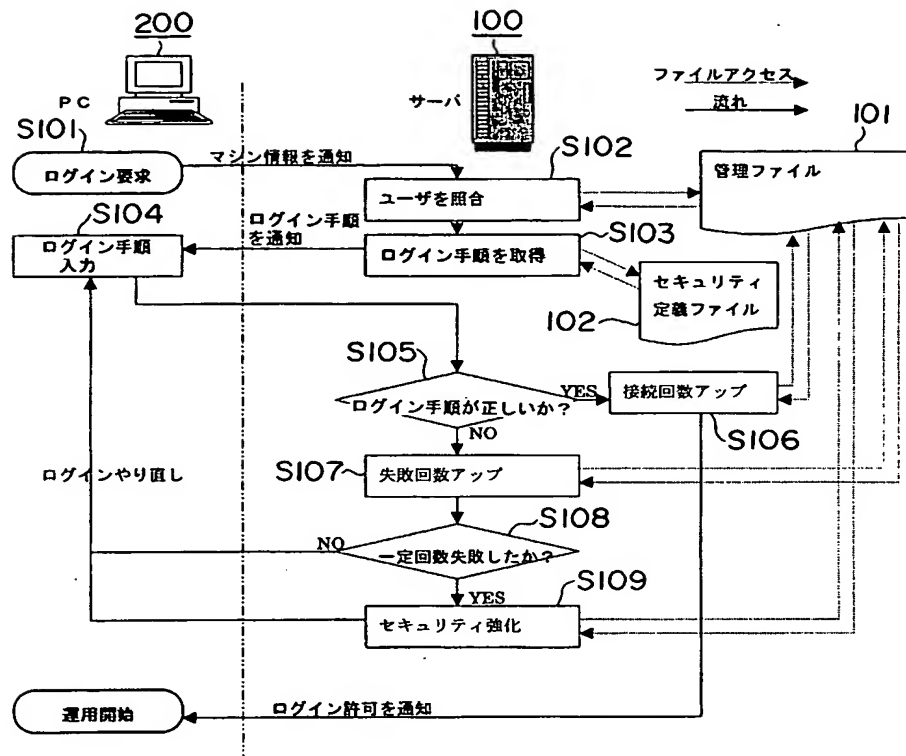 200
100
PC
サーバ
ファイルアクセス
流れ
101
S101
ログイン要求
マシン情報を通知
S102
ユーザを照合
管理ファイル
S104
ログイン手順
入力
ログイン手順
を通知
S103
ログイン手順を取得
セキュリティ
定義ファイル
102
S105
ログイン手順が正しいか?
YES
接続回数アップ
S106
NO
S107
失敗回数アップ
ログインやり直し
S108
一定回数失敗したか?
NO
YES
S109
セキュリティ強化
運用開始
ログイン許可を通知